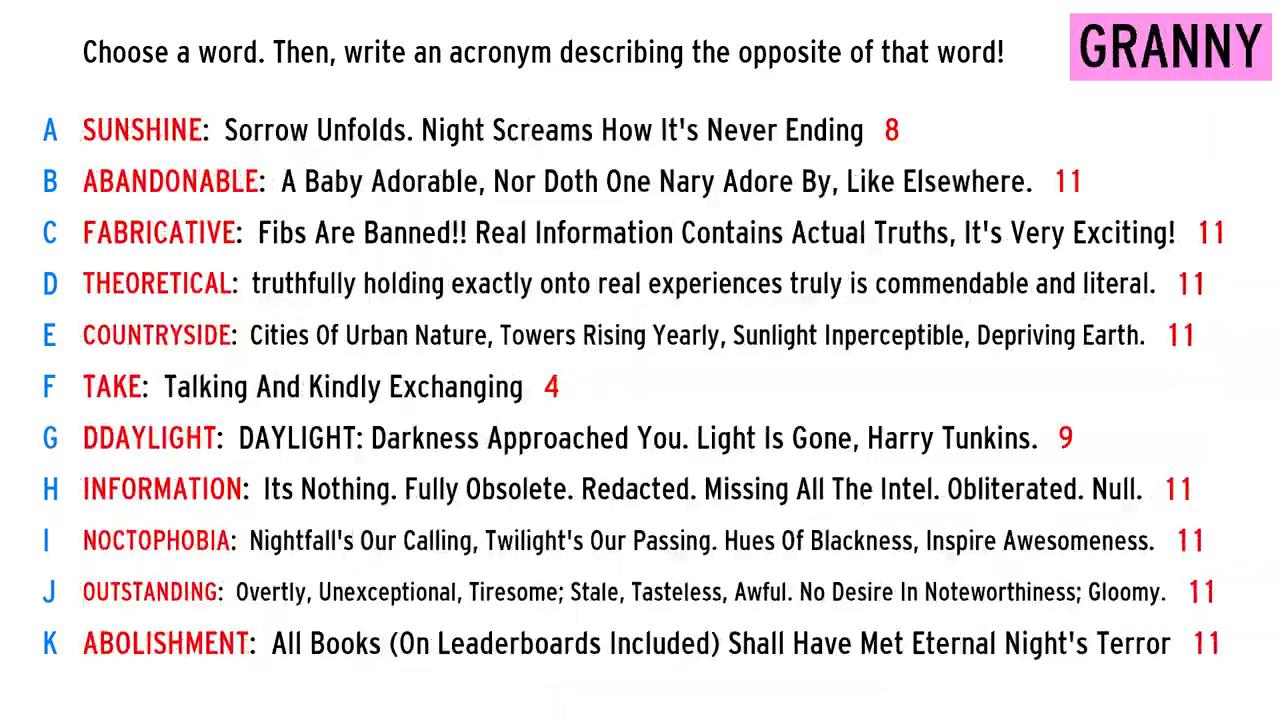 Choose a word. Then, write an acronym describing the opposite of that word!
GRANNY
A SUNSHINE: Sorrow Unfolds. Night Screams How It's Never Ending 8
B ABANDONABLE: A Baby Adorable, Nor Doth One Nary Adore By, Like Elsewhere. 11
C FABRICATIVE: Fibs Are Banned!! Real Information Contains Actual Truths, It's Very Exciting! 11
D THEORETICAL: truthfully holding exactly onto real experiences truly is commendable and literal. 11
E COUNTRYSIDE: Cities Of Urban Nature, Towers Rising Yearly, Sunlight Inperceptible, Depriving Earth. 11
F TAKE: Talking And Kindly Exchanging 4
G DDAYLIGHT: DAYLIGHT: Darkness Approached You. Light Is Gone, Harry Tunkins. 9
H INFORMATION: Its Nothing. Fully Obsolete. Redacted. Missing All The Intel. Obliterated. Null. 11
I NOCTOPHOBIA: Nightfall's Our Calling, Twilight's Our Passing. Hues Of Blackness, Inspire Awesomeness. 11
J OUTSTANDING: Overtly, Unexceptional, Tiresome; Stale, Tasteless, Awful. No Desire In Noteworthiness; Gloomy. 11
K ABOLISHMENT: All Books (On Leaderboards Included) Shall Have Met Eternal Night's Terror 11